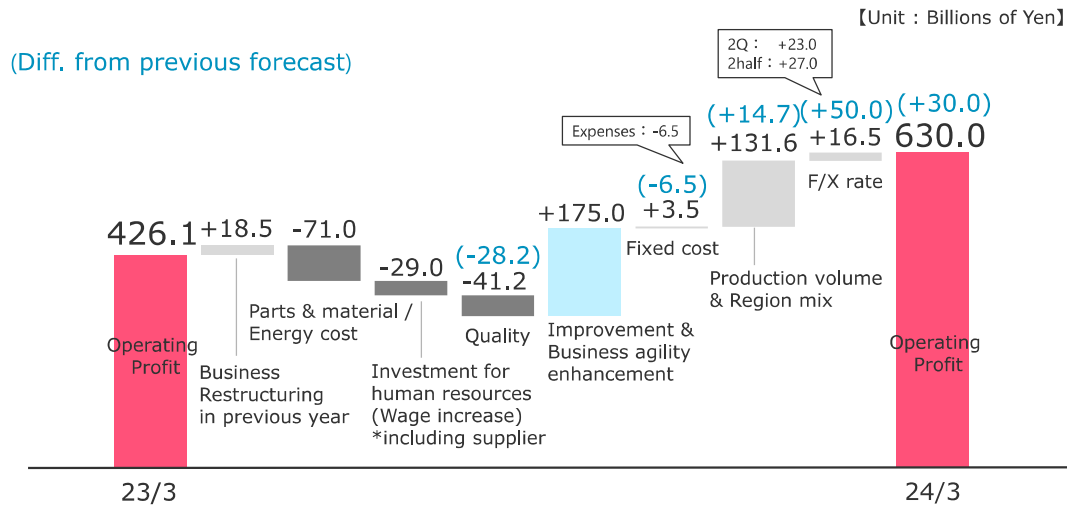 【Unit : Billions of Yen】
(Diff. from previous forecast)
2Q : +23.0
2half : +27.0
Expenses : -6.5
(+14.7)
(+50.0)
(+30.0)
+131.6
+16.5
630.0
(-6.5)
+3.5
F/X rate
Fixed cost
Production volume
& Region mix
426.1
+18.5
-71.0
-29.0
(-28.2)
-41.2
+175.0
Operating
Profit
Business
Restructuring
in previous year
Parts & material /
Energy cost
Investment for
human resources
(Wage increase)
*including supplier
Quality
Improvement &
Business agility
enhancement
Operating
Profit
23/3
24/3